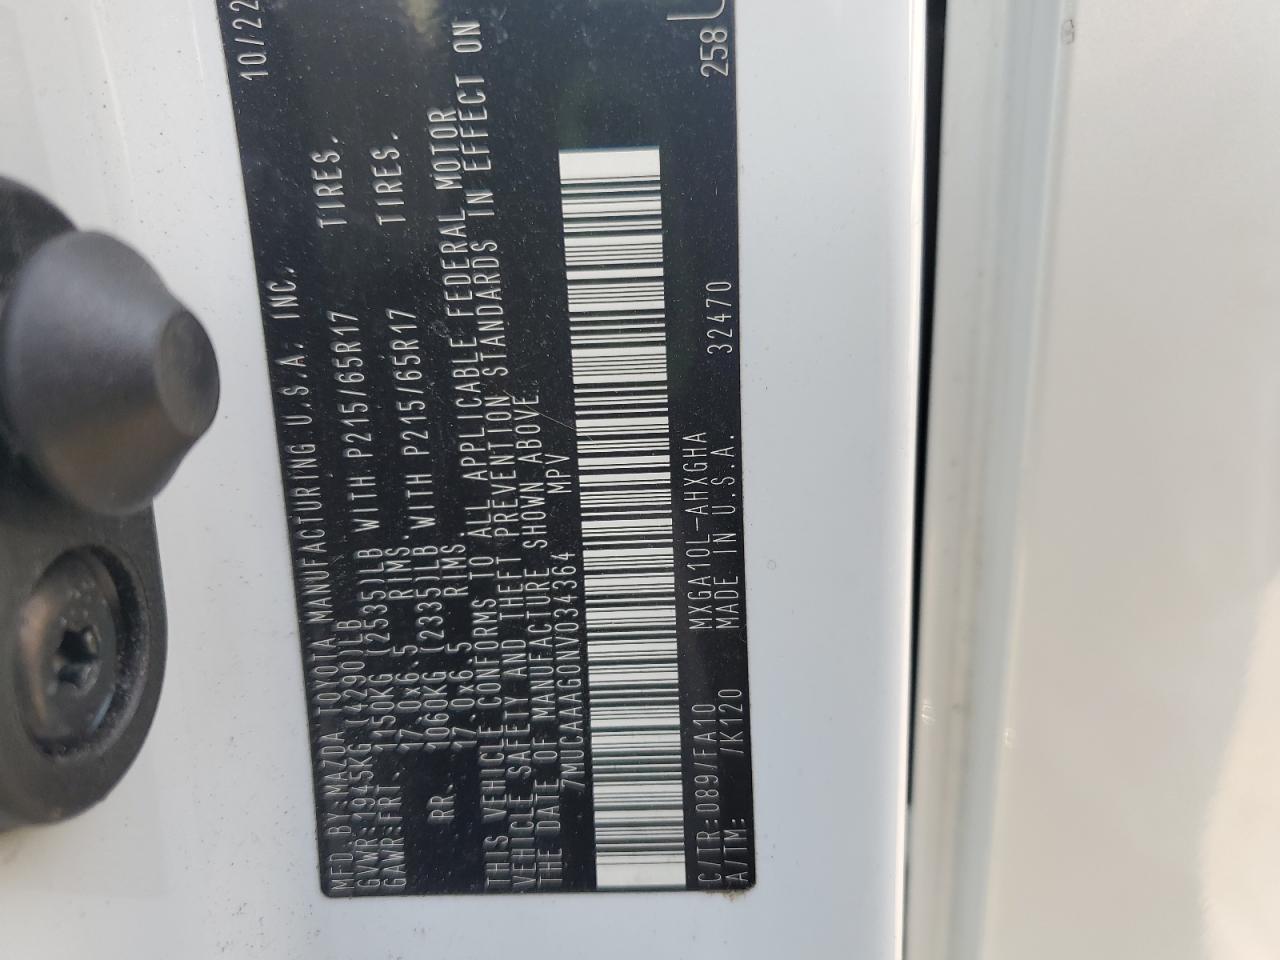 MFD.BY:MAZDA TOYOTA MANUFACTURING U.S.A. INC. 10/22
GVWR:1945KG (4290)LB
GAWR:FRT. 1150KG (2535)LB WITH P215/65R17 TIRES.
17.0X6.5 RIMS.
RR. 1060KG (2335)LB WITH P215/65R17 TIRES.
17.0X6.5 RIMS
THIS VEHICLE CONFORMS TO ALL APPLICABLE FEDERAL MOTOR
VEHICLE SAFETY AND THEFT PREVENTION STANDARDS IN EFFECT ON
THE DATE OF MANUFACTURE SHOWN ABOVE.
7MUCAAAG0NV034364 MPV
C/TR:089/FA10 MXGA10L-AHXGHA 258
A/TM: /K120 MADE IN U.S.A. 32470